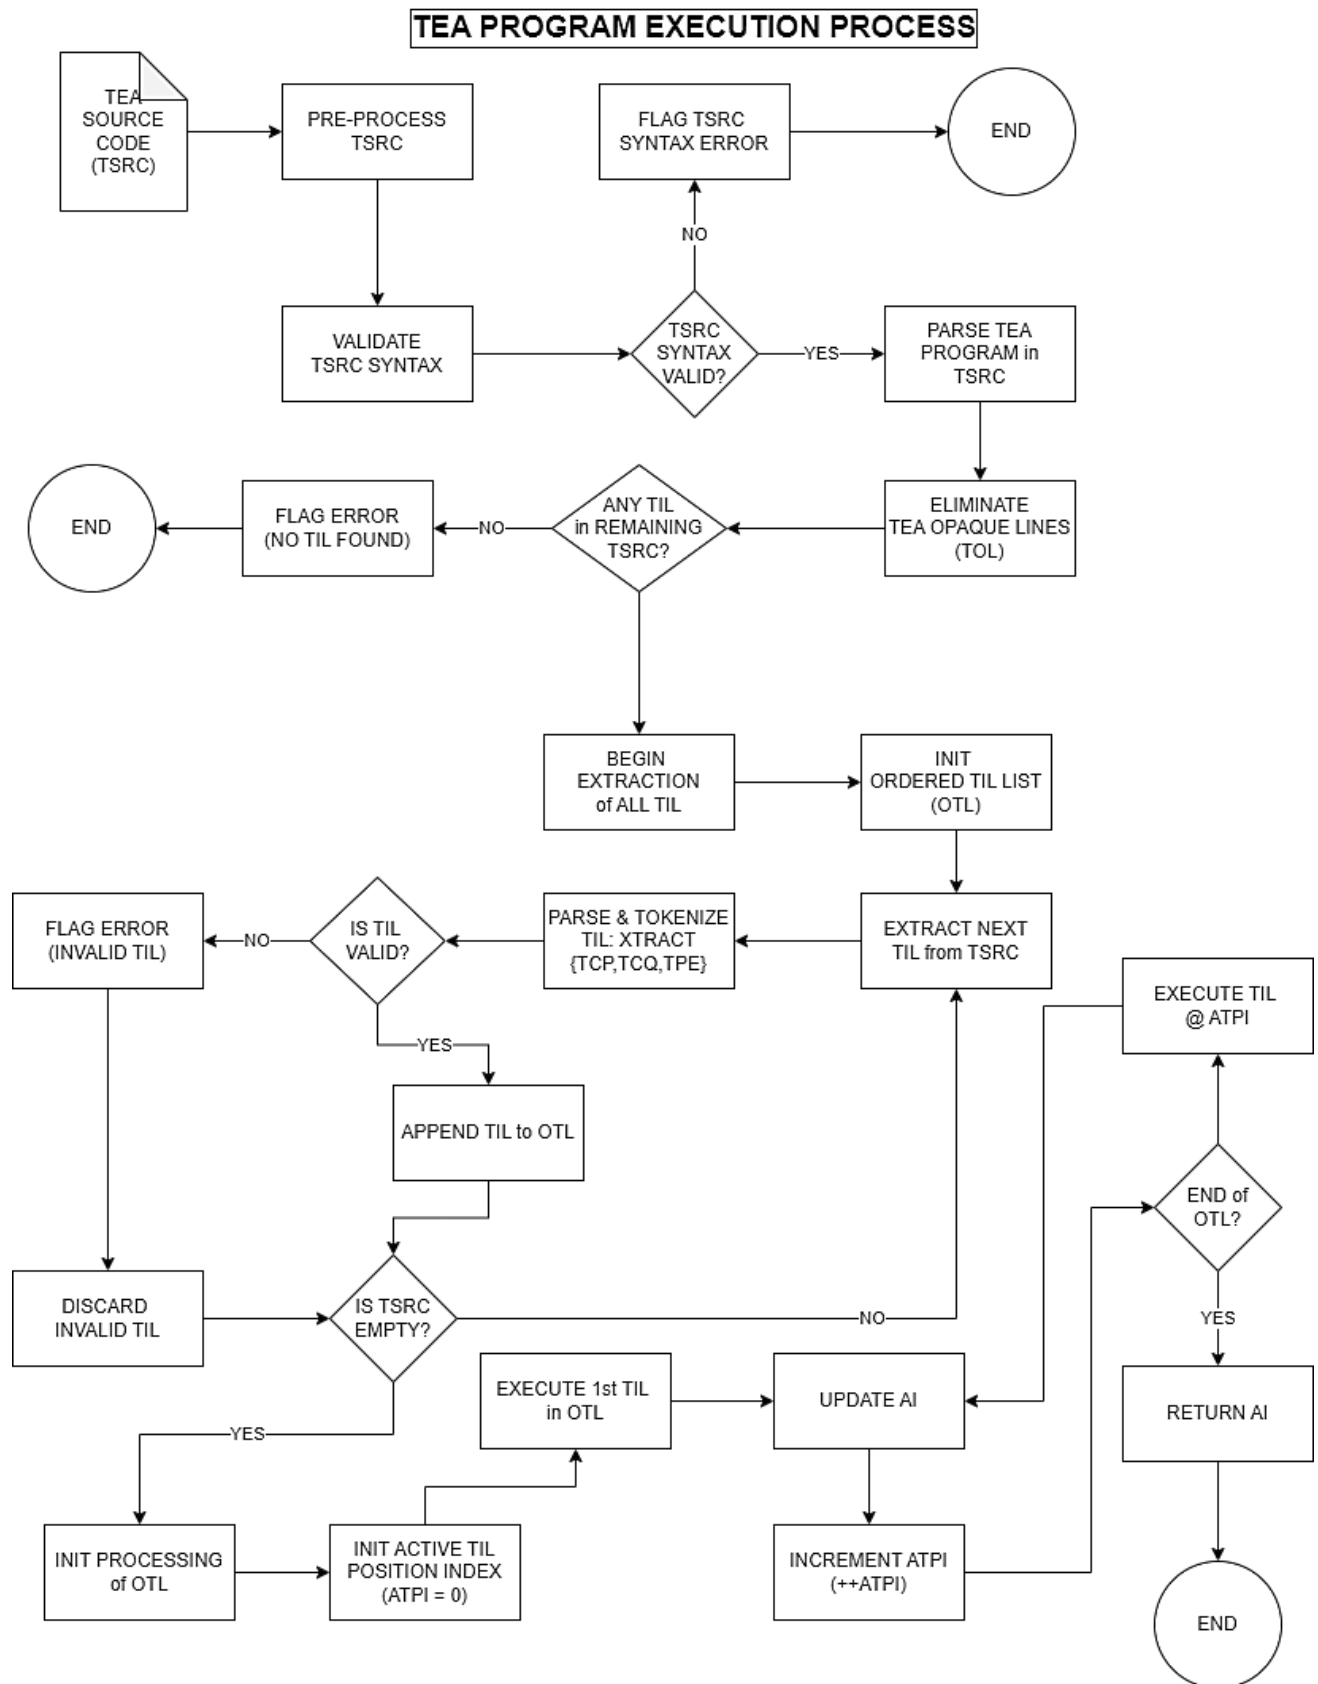 TEA PROGRAM EXECUTION PROCESS
TEA
SOURCE
CODE
(TSRC)
PRE-PROCESS
TSRC
FLAG TSRC
SYNTAX ERROR
END
NO
VALIDATE
TSRC SYNTAX
TSRC
SYNTAX
VALID?
YES
PARSE TEA
PROGRAM in
TSRC
END
FLAG ERROR
(NO TIL FOUND)
NO
ANY TIL
in REMAINING
TSRC?
ELIMINATE
TEA OPAQUE LINES
(TOL)
BEGIN
EXTRACTION
of ALL TIL
INIT
ORDERED TIL LIST
(OTL)
FLAG ERROR
(INVALID TIL)
NO
IS TIL
VALID?
PARSE & TOKENIZE
TIL: XTRACT
{TCP,TCQ,TPE}
EXTRACT NEXT
TIL from TSRC
EXECUTE TIL
@ ATPI
YES
APPEND TIL to OTL
END of
OTL?
DISCARD
INVALID TIL
IS TSRC
EMPTY?
NO
YES
EXECUTE 1st TIL
in OTL
UPDATE AI
RETURN AI
YES
INIT PROCESSING
of OTL
INIT ACTIVE TIL
POSITION INDEX
(ATPI = 0)
INCREMENT ATPI
(++ATPI)
END